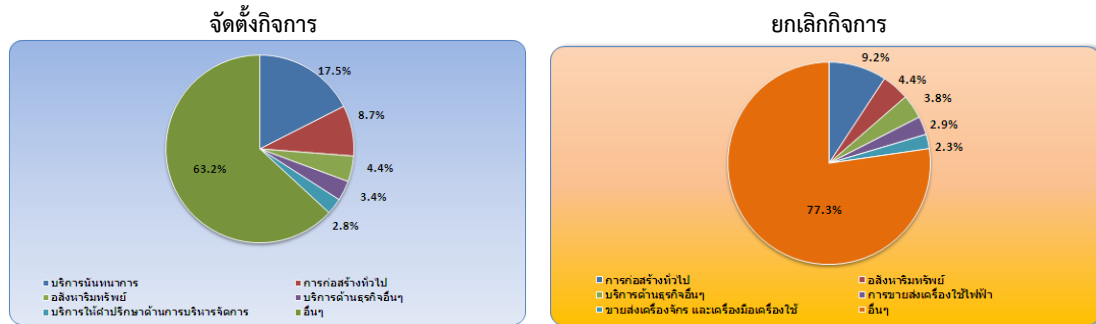 จัดตั้งกิจการ
17.5%
8.7%
4.4%
3.4%
2.8%
63.2%
บริการนันทนาการ
การก่อสร้างทั่วไป
อสังหาริมทรัพย์
บริการด้านธุรกิจอื่นๆ
บริการให้คำปรึกษาด้านการบริหารจัดการ
อื่นๆ
ยกเลิกกิจการ
9.2%
4.4%
3.8%
2.9%
2.3%
77.3%
การก่อสร้างทั่วไป
อสังหาริมทรัพย์
บริการด้านธุรกิจอื่นๆ
การขายส่งเครื่องใช้ไฟฟ้า
ขายส่งเครื่องจักร และเครื่องมือเครื่องใช้
อื่นๆ